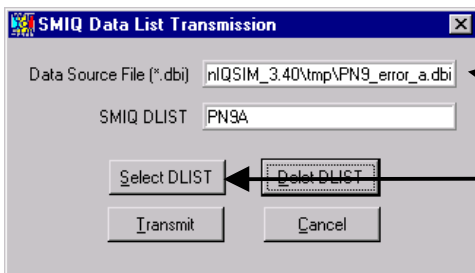 SMIQ Data List Transmission
Data Source File (*.dbi) nIQSIM_3.40\tmp\PN9_error_a.dbi
SMIQ DLIST PN9A
Select DLIST Delet DLIST
Transmit Cancel